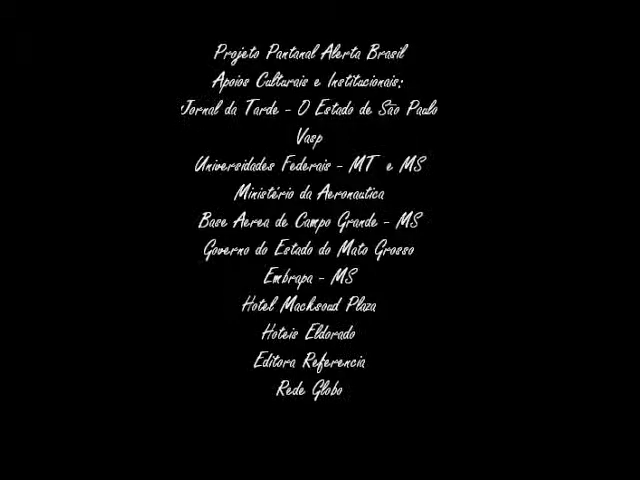 Projeto Pantanal Alerta Brasil
Apoios Culturais e Institucionais:
Jornal da Tarde - O Estado de São Paulo
Vasp
Universidades Federais - MT e MS
Ministério da Aeronautica
Base Aerea de Campo Grande - MS
Governo do Estado do Mato Grosso
Embrapa - MS
Hotel Macksoud Plaza
Hoteis Eldorado
Editora Referencia
Rede Globo